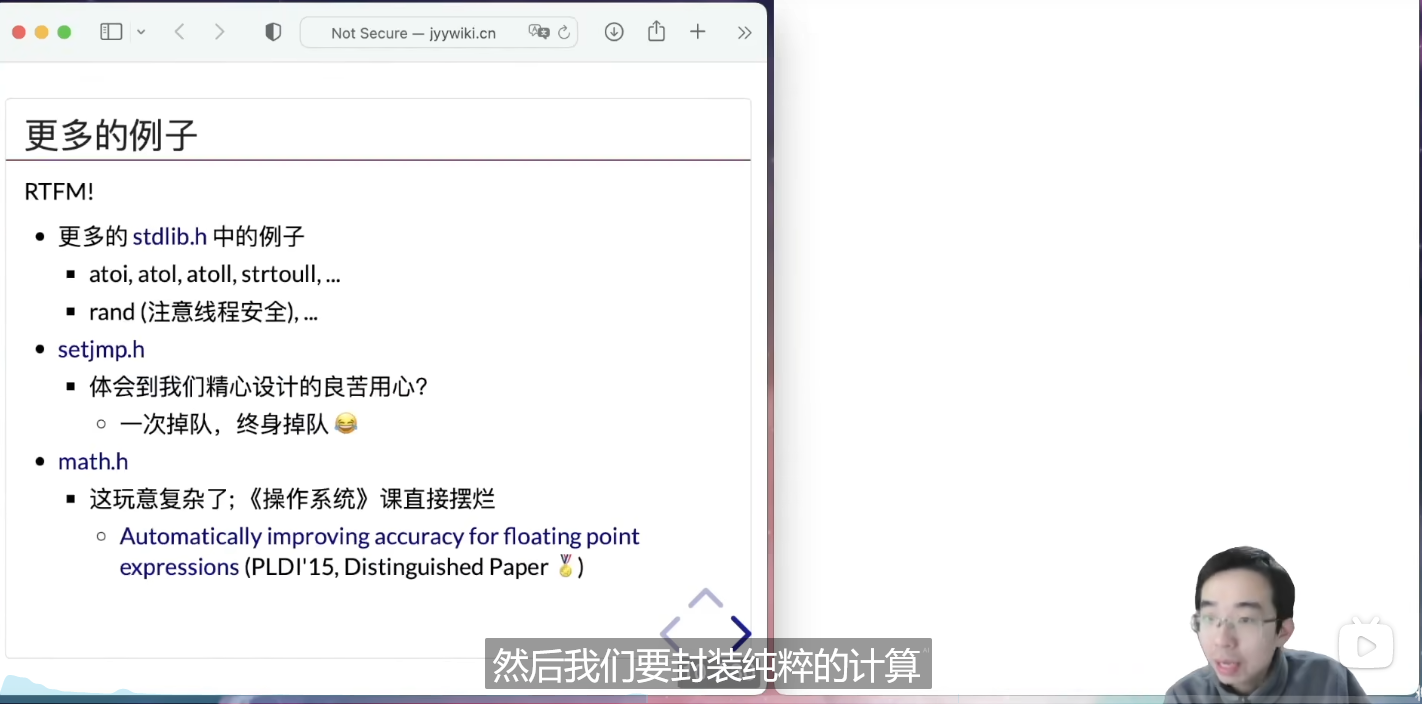 Not Secure — jyywiki.cn
更多的例子
RTFM!
更多的 stdlib.h 中的例子
atoi, atol, atoll, strtoull, ...
rand (注意线程安全), ...
setjmp.h
体会到我们精心设计的良苦用心?
一次掉队，终身掉队 😂
math.h
这玩意复杂了;《操作系统》课直接摆烂
Automatically improving accuracy for floating point
expressions (PLDI'15, Distinguished Paper 🏅)
然后我们要封装纯粹的计算